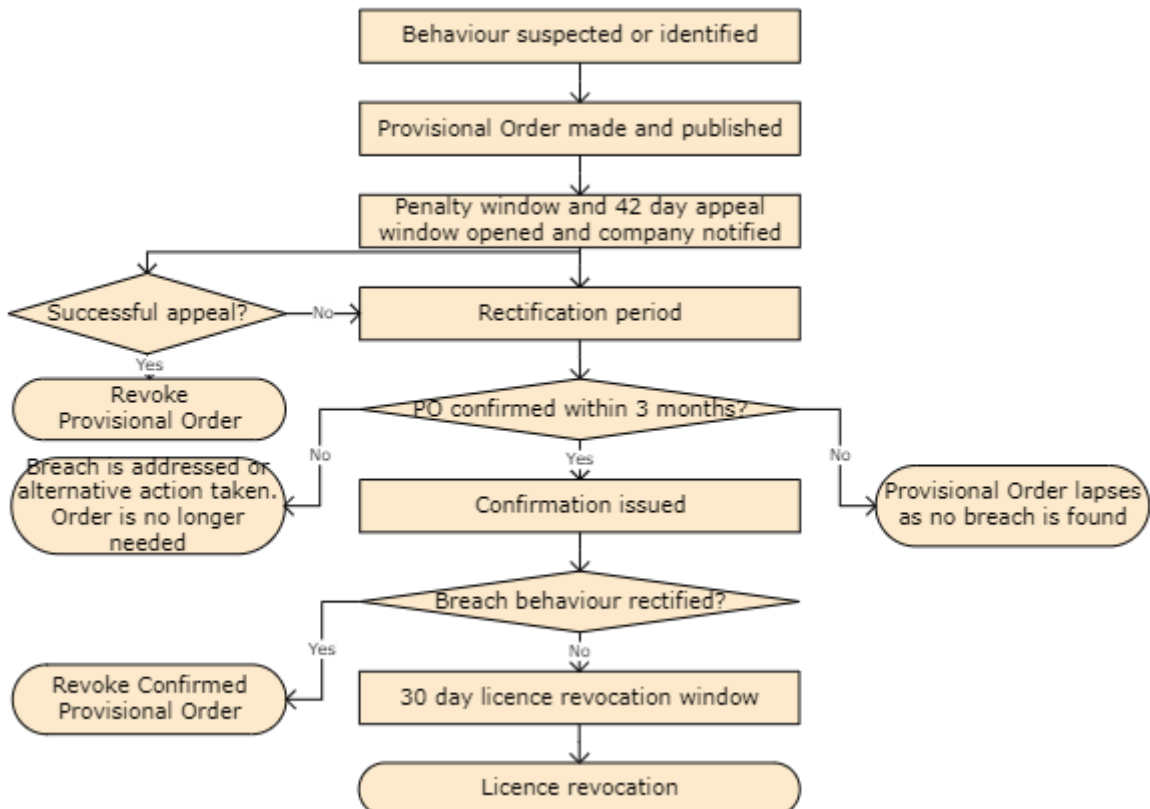 Behaviour suspected or identified
Provisional Order made and published
Penalty window and 42 day appeal
window opened and company notified
Successful appeal?
No
Rectification period
Yes
Revoke
Provisional Order
PO confirmed within 3 months?
No
Yes
No
Breach is addressed or
alternative action taken.
Order is no longer
needed
Confirmation issued
Provisional Order lapses
as no breach is found
Breach behaviour rectified?
Yes
No
Revoke Confirmed
Provisional Order
30 day licence revocation window
Licence revocation